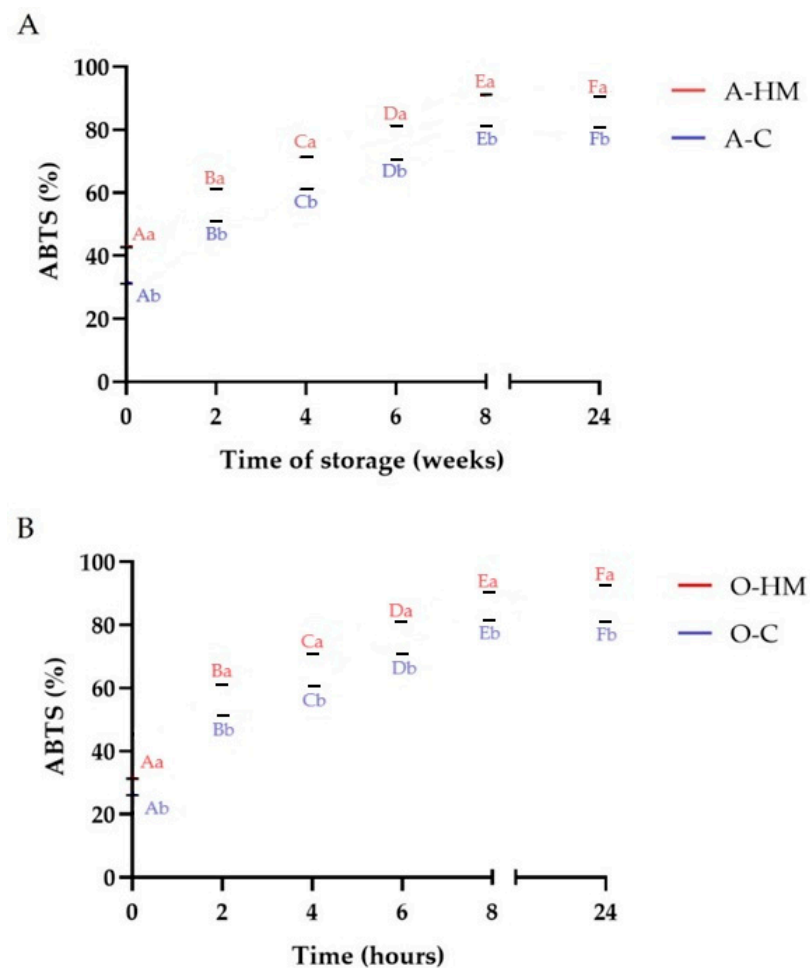 A
100
80
60
40
20
0
ABTS (%)
Aa
Ab
Ba
Bb
Ca
Cb
Da
Db
Ea
Eb
Fa
Fb
A-HM
A-C
0 2 4 6 8 24
Time of storage (weeks)
B
100
80
60
40
20
0
ABTS (%)
Aa
Ab
Ba
Bb
Ca
Cb
Da
Db
Ea
Eb
Fa
Fb
O-HM
O-C
0 2 4 6 8 24
Time (hours)